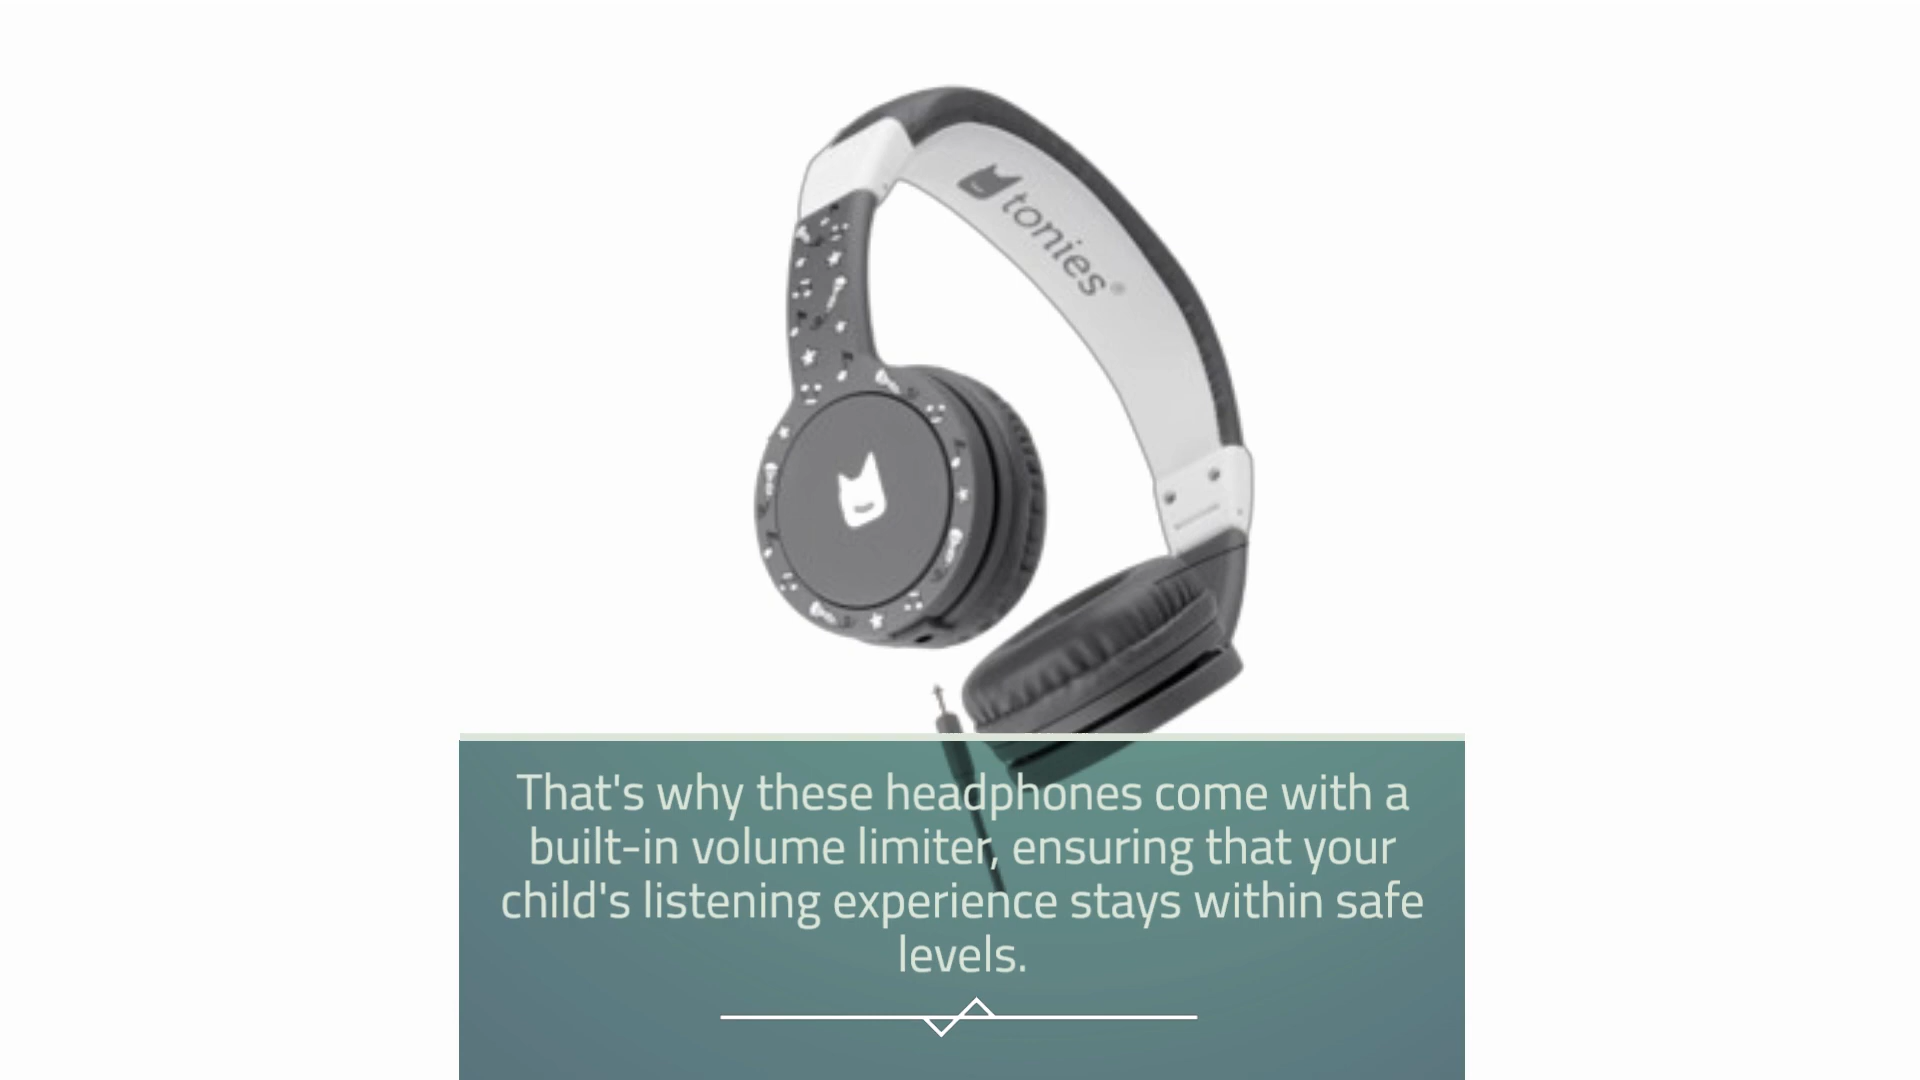 tonies®
That's why these headphones come with a
built-in volume limiter, ensuring that your
child's listening experience stays within safe
levels.